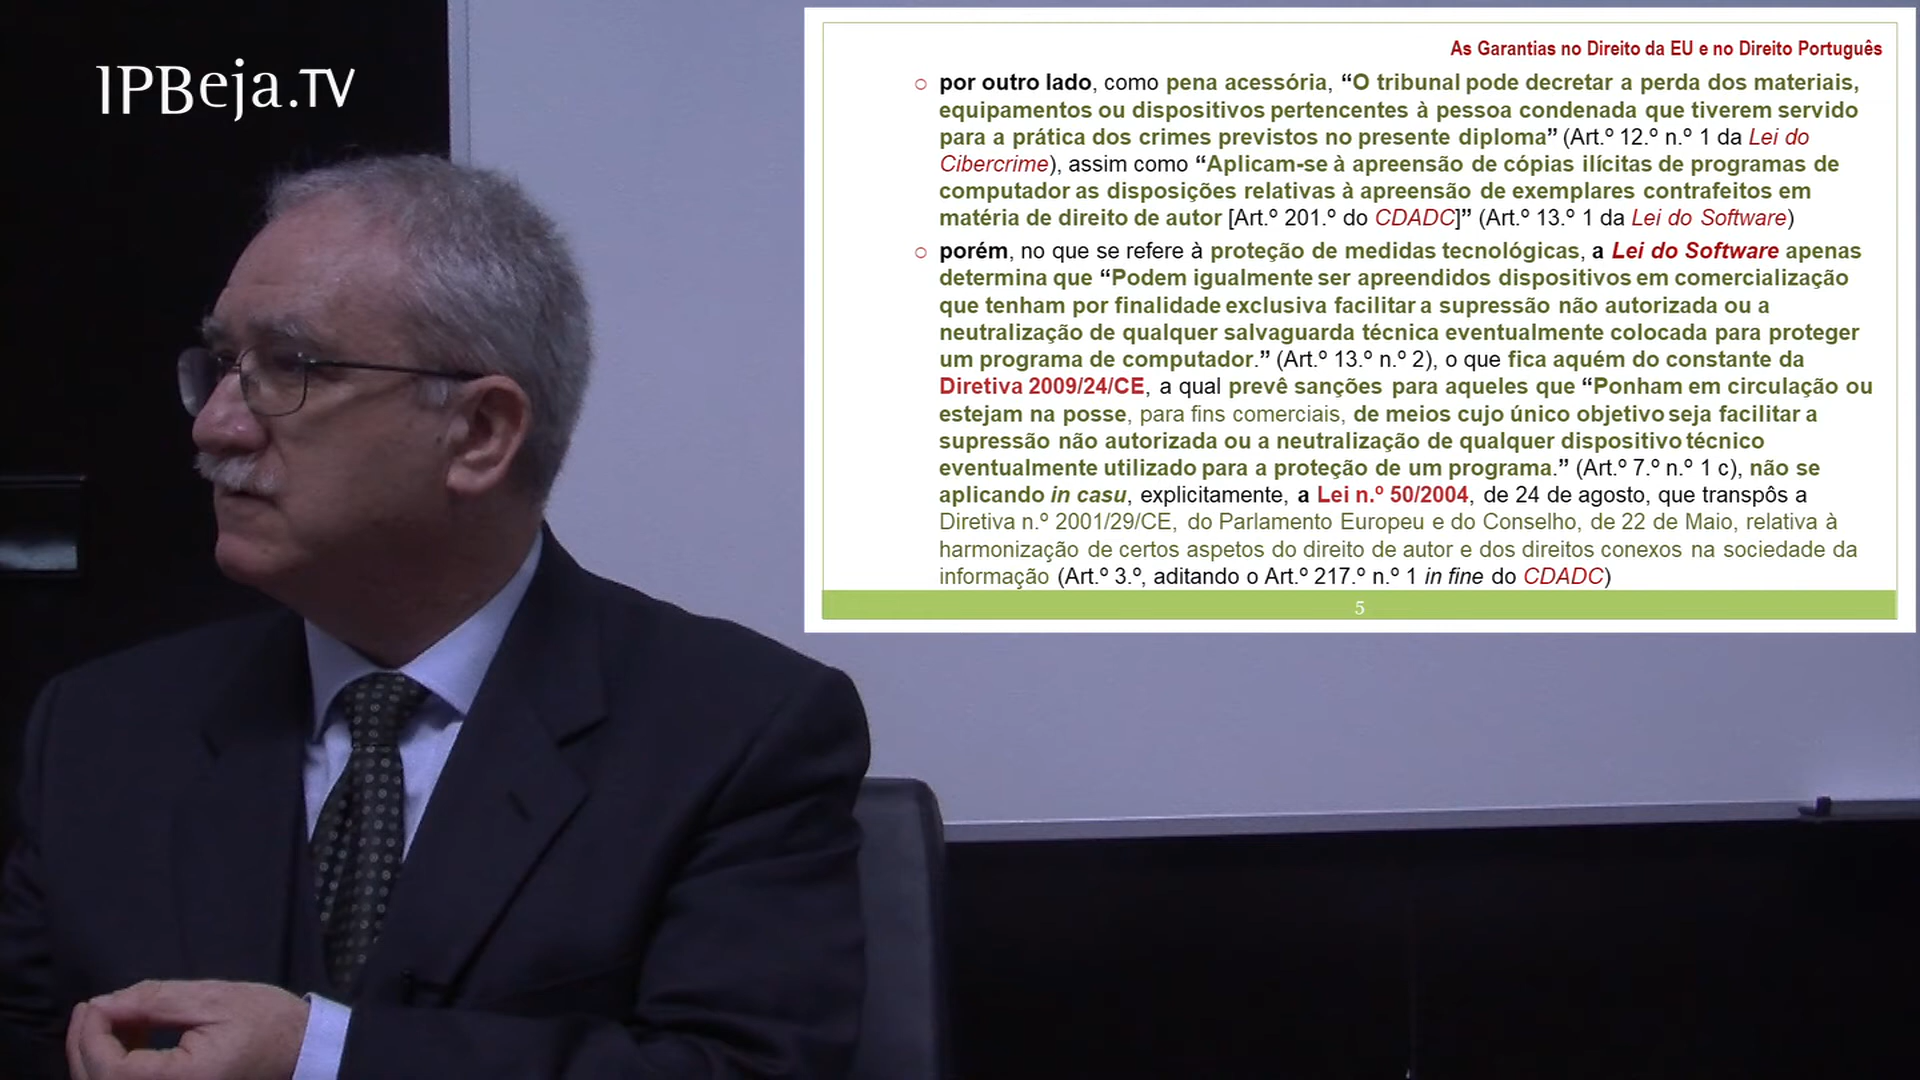 IPBeja.TV
As Garantias no Direito da EU e no Direito Português
por outro lado, como pena acessória, “O tribunal pode decretar a perda dos materiais,
equipamentos ou dispositivos pertencentes à pessoa condenada que tiverem servido
para a prática dos crimes previstos no presente diploma” (Art.º 12.º n.º 1 da Lei do
Cibercrime), assim como “Aplicam-se à apreensão de cópias ilícitas de programas de
computador as disposições relativas à apreensão de exemplares contrafeitos em
matéria de direito de autor [Art.º 201.º do CDADC]” (Art.º 13.º 1 da Lei do Software)
porém, no que se refere à proteção de medidas tecnológicas, a Lei do Software apenas
determina que “Podem igualmente ser apreendidos dispositivos em comercialização
que tenham por finalidade exclusiva facilitar a supressão não autorizada ou a
neutralização de qualquer salvaguarda técnica eventualmente colocada para proteger
um programa de computador.” (Art.º 13.º n.º 2), o que fica aquém do constante da
Diretiva 2009/24/CE, a qual prevê sanções para aqueles que “Ponham em circulação ou
estejam na posse, para fins comerciais, de meios cujo único objetivo seja facilitar a
supressão não autorizada ou a neutralização de qualquer dispositivo técnico
eventualmente utilizado para a proteção de um programa.” (Art.º 7.º n.º 1 c), não se
aplicando in casu, explicitamente, a Lei n.º 50/2004, de 24 de agosto, que transpôs a
Diretiva n.º 2001/29/CE, do Parlamento Europeu e do Conselho, de 22 de Maio, relativa à
harmonização de certos aspetos do direito de autor e dos direitos conexos na sociedade da
informação (Art.º 3.º, aditando o Art.º 217.º n.º 1 in fine do CDADC)
5